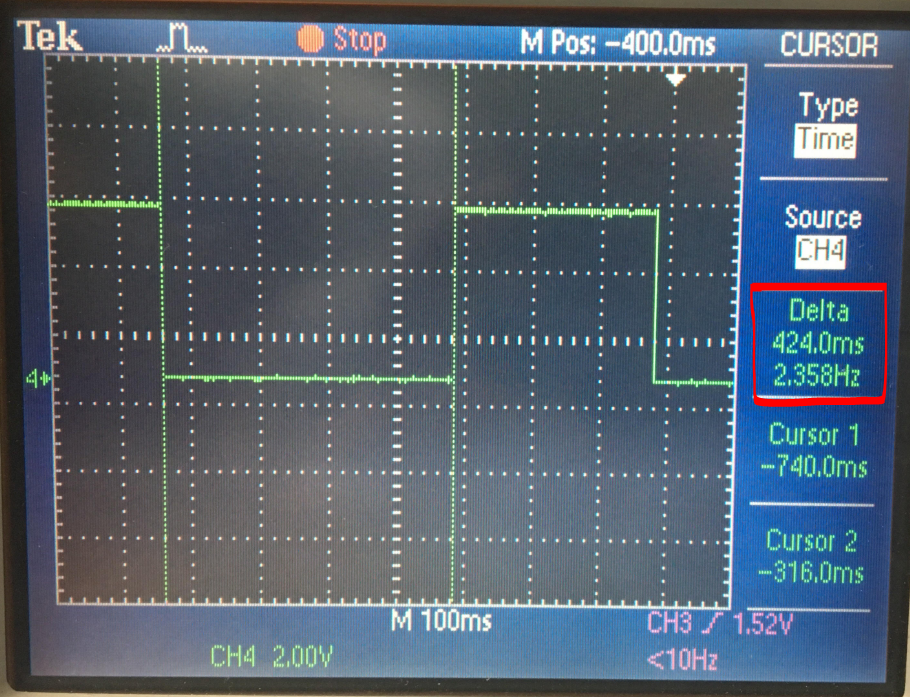 Tek Stop M Pos: -400.0ms CURSOR
Type
Time
Source
CH4
Delta
424.0ms
2.358Hz
Cursor 1
-740.0ms
Cursor 2
-316.0ms
4
M 100ms CH3 1.52V
CH4 2.00V <10Hz